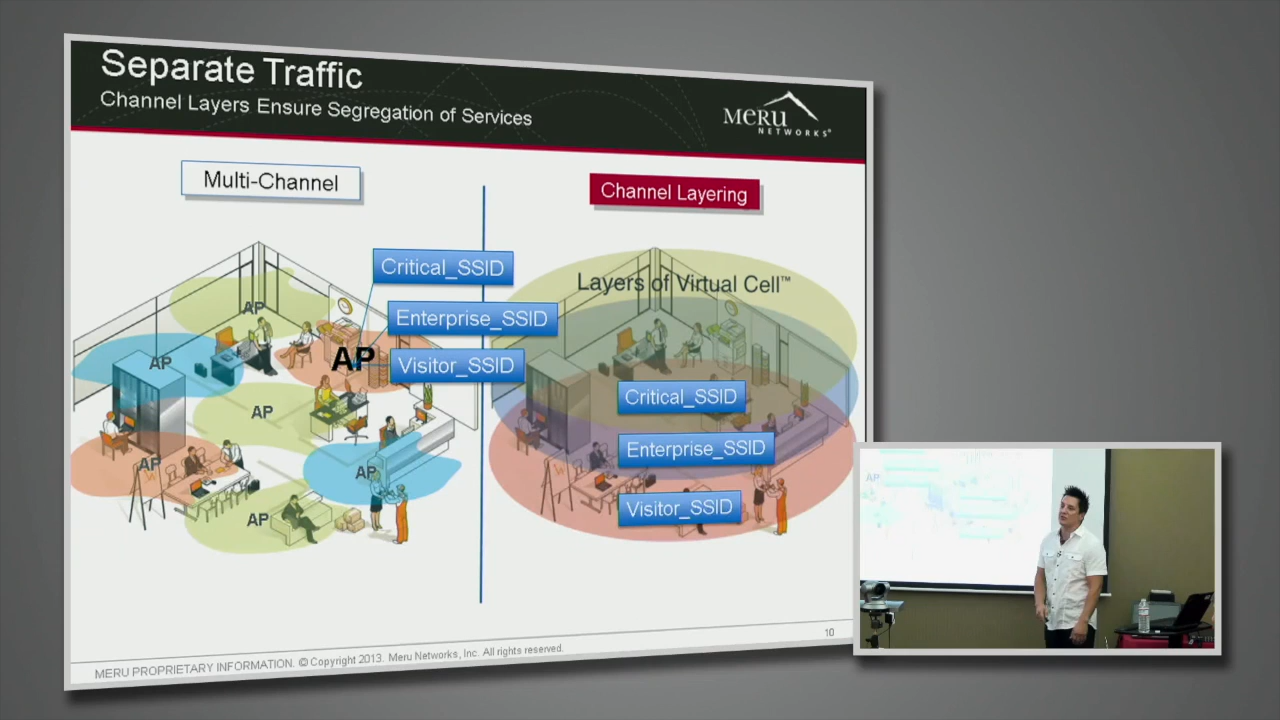 Separate Traffic
Channel Layers Ensure Segregation of Services
MERU
NETWORKS®
Multi-Channel
Channel Layering
Critical_SSID
Enterprise_SSID
Visitor_SSID
AP
AP
AP
AP
AP
AP
AP
Layers of Virtual Cell™
Critical_SSID
Enterprise_SSID
Visitor_SSID
10
MERU PROPRIETARY INFORMATION. © Copyright 2013. Meru Networks, Inc. All rights reserved.
AP